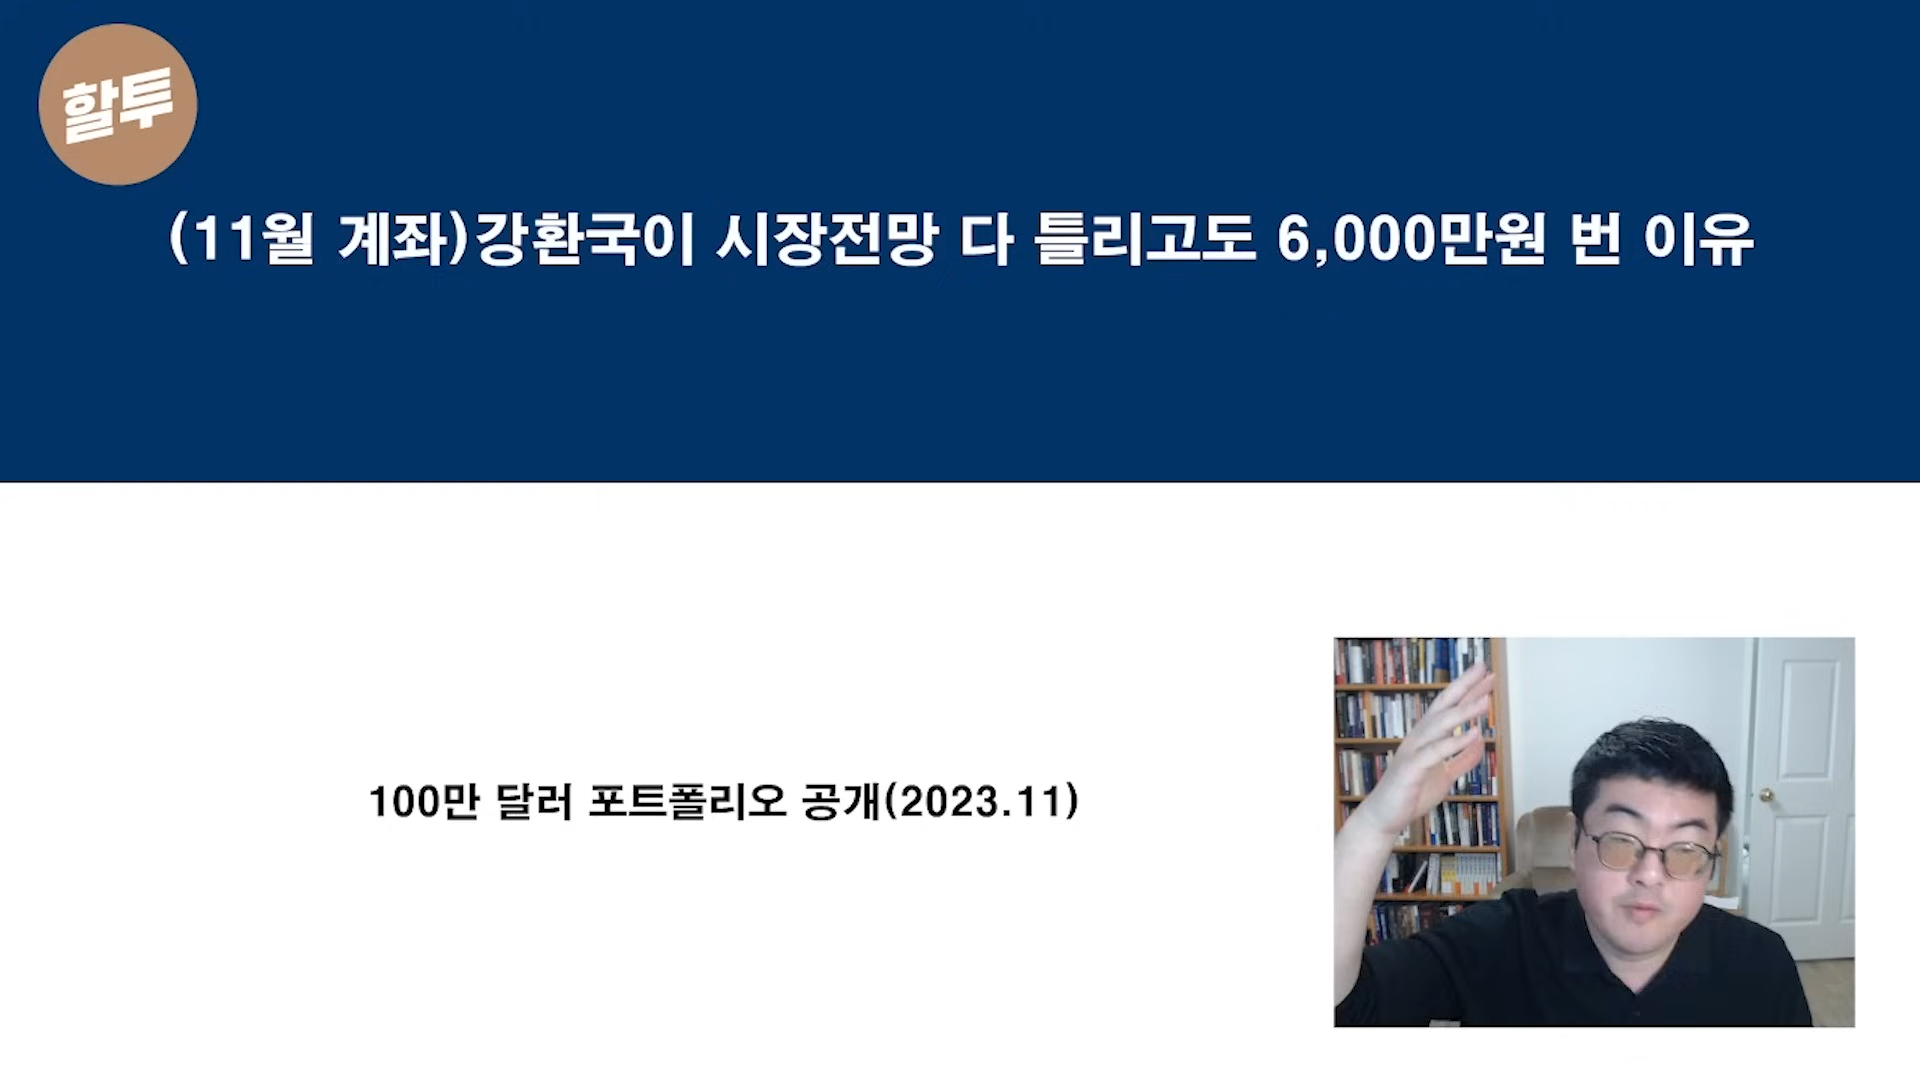 할투
(11월 계좌)강환국이 시장전망 다 틀리고도 6,000만원 번 이유
100만 달러 포트폴리오 공개(2023.11)